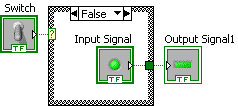 Switch
False
Input Signal
Output Signal1
TF
?
TF
TF